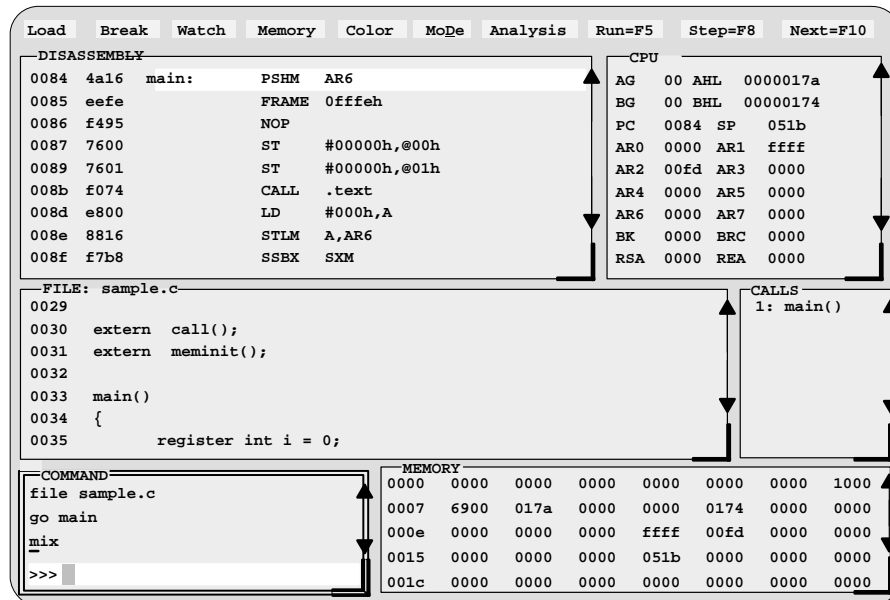 Load Break Watch Memory Color MoDe Analysis Run=F5 Step=F8 Next=F10
DISASSEMBLY
0084 4a16 main: PSHM AR6
0085 eefe FRAME 0fffeh
0086 f495 NOP
0087 7600 ST #00000h,@00h
0089 7601 ST #00000h,@01h
008b f074 CALL .text
008d e800 LD #000h,A
008e 8816 STLM A,AR6
008f f7b8 SSBX SXM
CPU
AG 00 AHL 0000017a
BG 00 BHL 00000174
PC 0084 SP 051b
AR0 0000 AR1 ffff
AR2 00fd AR3 0000
AR4 0000 AR5 0000
AR6 0000 AR7 0000
BK 0000 BRC 0000
RSA 0000 REA 0000
FILE: sample.c
0029
0030 extern call();
0031 extern meminit();
0032
0033 main()
0034 {
0035 register int i = 0;
CALLS
1: main()
COMMAND
file sample.c
go main
mix
>>>
MEMORY
0000 0000 0000 0000 0000 0000 0000 1000
0007 6900 017a 0000 0000 0174 0000 0000
000e 0000 0000 0000 ffff 00fd 0000 0000
0015 0000 0000 0000 051b 0000 0000 0000
001c 0000 0000 0000 0000 0000 0000 0000